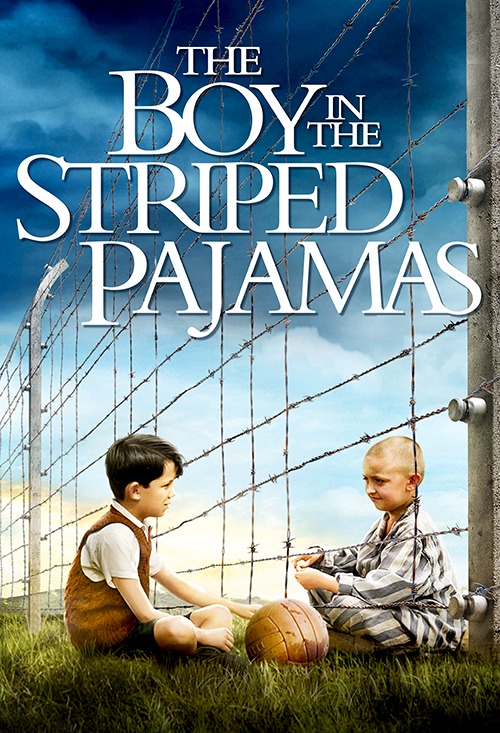 THE
BOY IN
THE
STRIPED
PAJAMAS